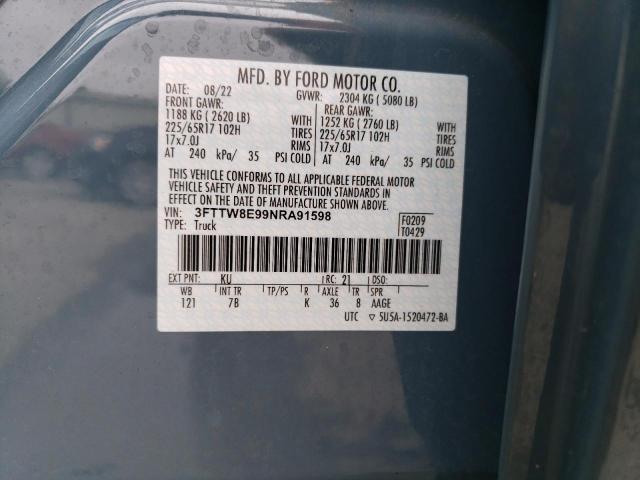 MFD. BY FORD MOTOR CO.
DATE: 08/22 GVWR: 2304 KG ( 5080 LB)
FRONT GAWR: REAR GAWR:
1188 KG ( 2620 LB) 1252 KG ( 2760 LB)
225/65R17 102H TIRES 225/65R17 102H TIRES
17x7.0J RIMS 17x7.0J RIMS
AT 240 kPa/ 35 PSI COLD AT 240 kPa/ 35 PSI COLD
THIS VEHICLE CONFORMS TO ALL APPLICABLE FEDERAL MOTOR
VEHICLE SAFETY AND THEFT PREVENTION STANDARDS IN
EFFECT ON THE DATE OF MANUFACTURE SHOWN ABOVE.
VIN: 3FTTW8E99NRA91598 F0209
TYPE: Truck T0429
EXT PNT: KU RC: 21 DSO:
WB INT TR TP/PS R AXLE TR SPR
121 7B K 36 8 AAGE
UTC ▽ 5U5A-1520472-BA